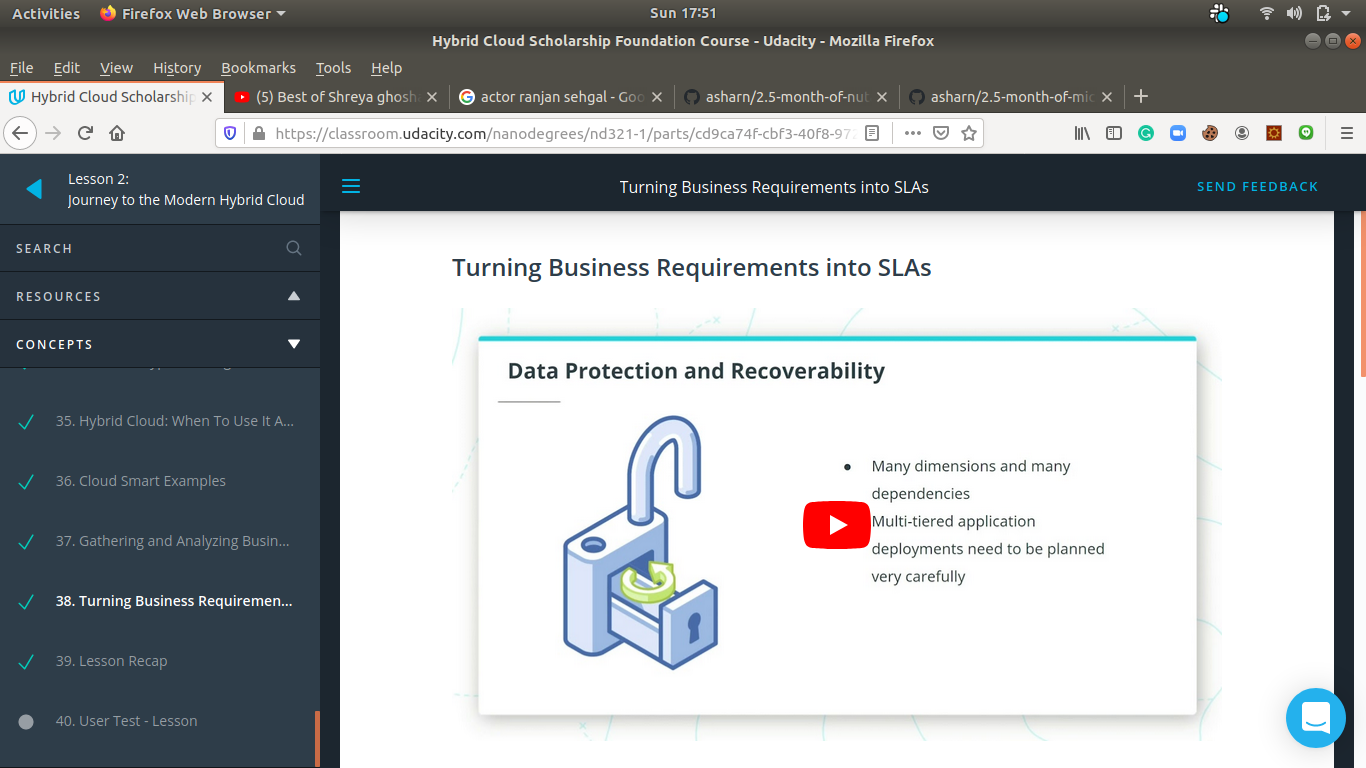 Activities Firefox Web Browser Sun 17:51
Hybrid Cloud Scholarship Foundation Course - Udacity - Mozilla Firefox
File Edit View History Bookmarks Tools Help
Hybrid Cloud Scholarship (5) Best of Shreya ghosh actor ranjan sehgal - Goo asharn/2.5-month-of-nut asharn/2.5-month-of-mic
https://classroom.udacity.com/nanodegrees/nd321-1/parts/cd9ca74f-cbf3-40f8-972
Lesson 2:
Journey to the Modern Hybrid Cloud
Turning Business Requirements into SLAs
SEND FEEDBACK
SEARCH
RESOURCES
CONCEPTS
35. Hybrid Cloud: When To Use It A...
36. Cloud Smart Examples
37. Gathering and Analyzing Busin...
38. Turning Business Requiremen...
39. Lesson Recap
40. User Test - Lesson
Turning Business Requirements into SLAs
Data Protection and Recoverability
• Many dimensions and many
dependencies
Multi-tiered application
deployments need to be planned
very carefully